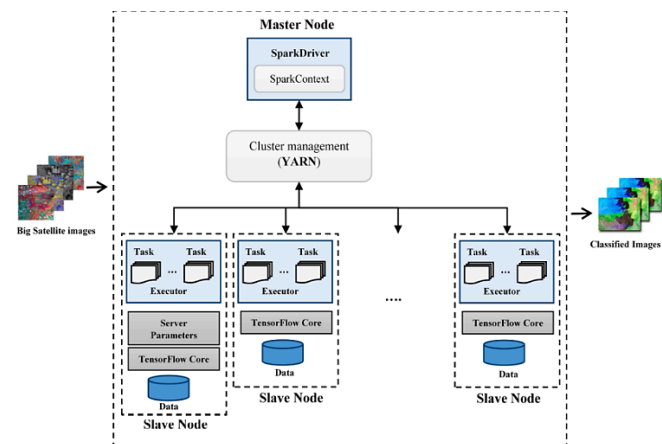 Master Node
SparkDriver
SparkContext
Cluster management
(YARN)
Big Satellite images
Classified Images
Task Task
...
Executor
Server
Parameters
TensorFlow Core
Data
Slave Node
Task Task
...
Executor
TensorFlow Core
Data
Slave Node
....
Task Task
...
Executor
TensorFlow Core
Data
Slave Node